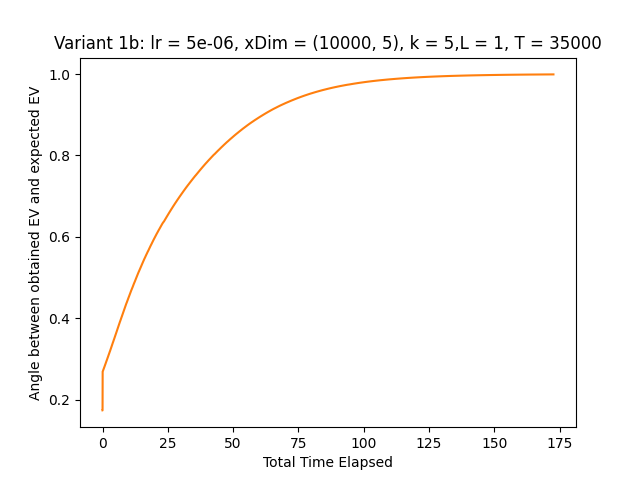 Variant 1b: lr = 5e-06, xDim = (10000, 5), k = 5,L = 1, T = 35000
Angle between obtained EV and expected EV
1.0
0.8
0.6
0.4
0.2
0 25 50 75 100 125 150 175
Total Time Elapsed